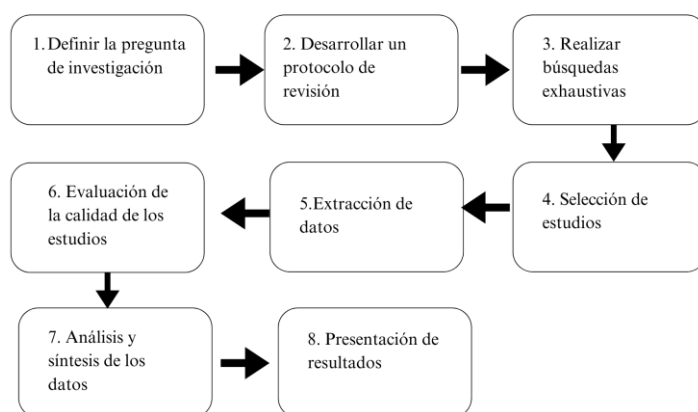 1. Definir la pregunta
de investigación
2. Desarrollar un
protocolo de
revisión
3. Realizar
búsquedas
exhaustivas
4. Selección de
estudios
5.Extracción de
datos
6. Evaluación de
la calidad de los
estudios
7. Análisis y
síntesis de los
datos
8. Presentación de
resultados